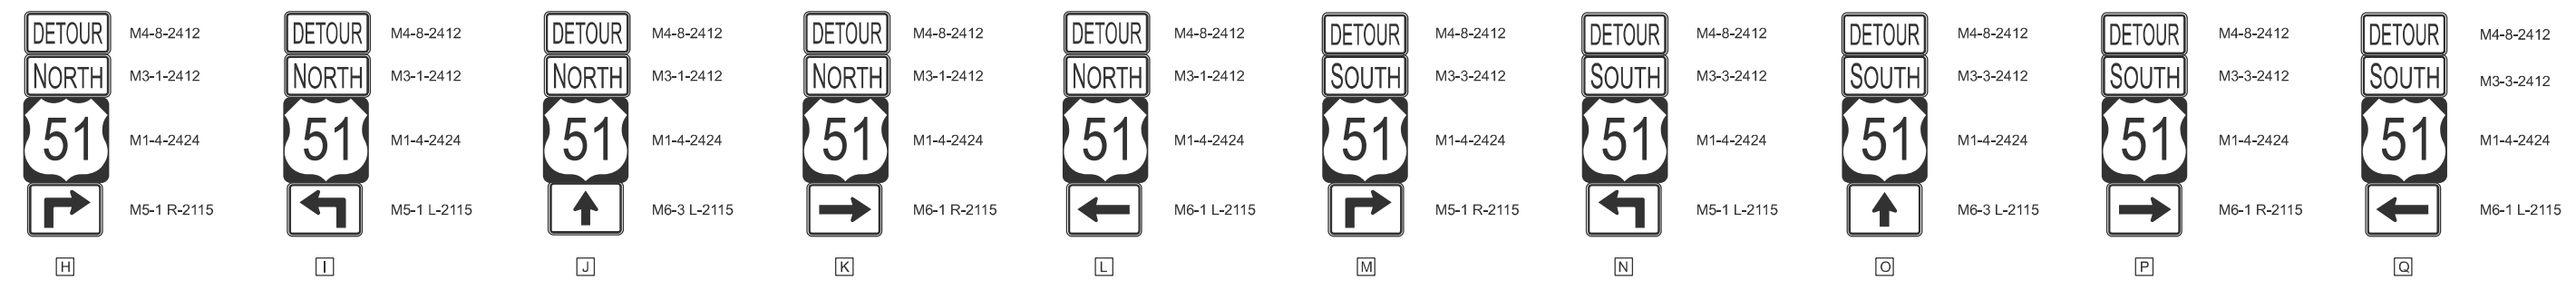 DETOUR M4-8-2412
NORTH M3-1-2412
51 M1-4-2424
M5-1 R-2115
H
DETOUR M4-8-2412
NORTH M3-1-2412
51 M1-4-2424
M5-1 L-2115
I
DETOUR M4-8-2412
NORTH M3-1-2412
51 M1-4-2424
M6-3 L-2115
J
DETOUR M4-8-2412
NORTH M3-1-2412
51 M1-4-2424
M6-1 R-2115
K
DETOUR M4-8-2412
NORTH M3-1-2412
51 M1-4-2424
M6-1 L-2115
L
DETOUR M4-8-2412
SOUTH M3-3-2412
51 M1-4-2424
M5-1 R-2115
M
DETOUR M4-8-2412
SOUTH M3-3-2412
51 M1-4-2424
M5-1 L-2115
N
DETOUR M4-8-2412
SOUTH M3-3-2412
51 M1-4-2424
M6-3 L-2115
O
DETOUR M4-8-2412
SOUTH M3-3-2412
51 M1-4-2424
M6-1 R-2115
P
DETOUR M4-8-2412
SOUTH M3-3-2412
51 M1-4-2424
M6-1 L-2115
Q